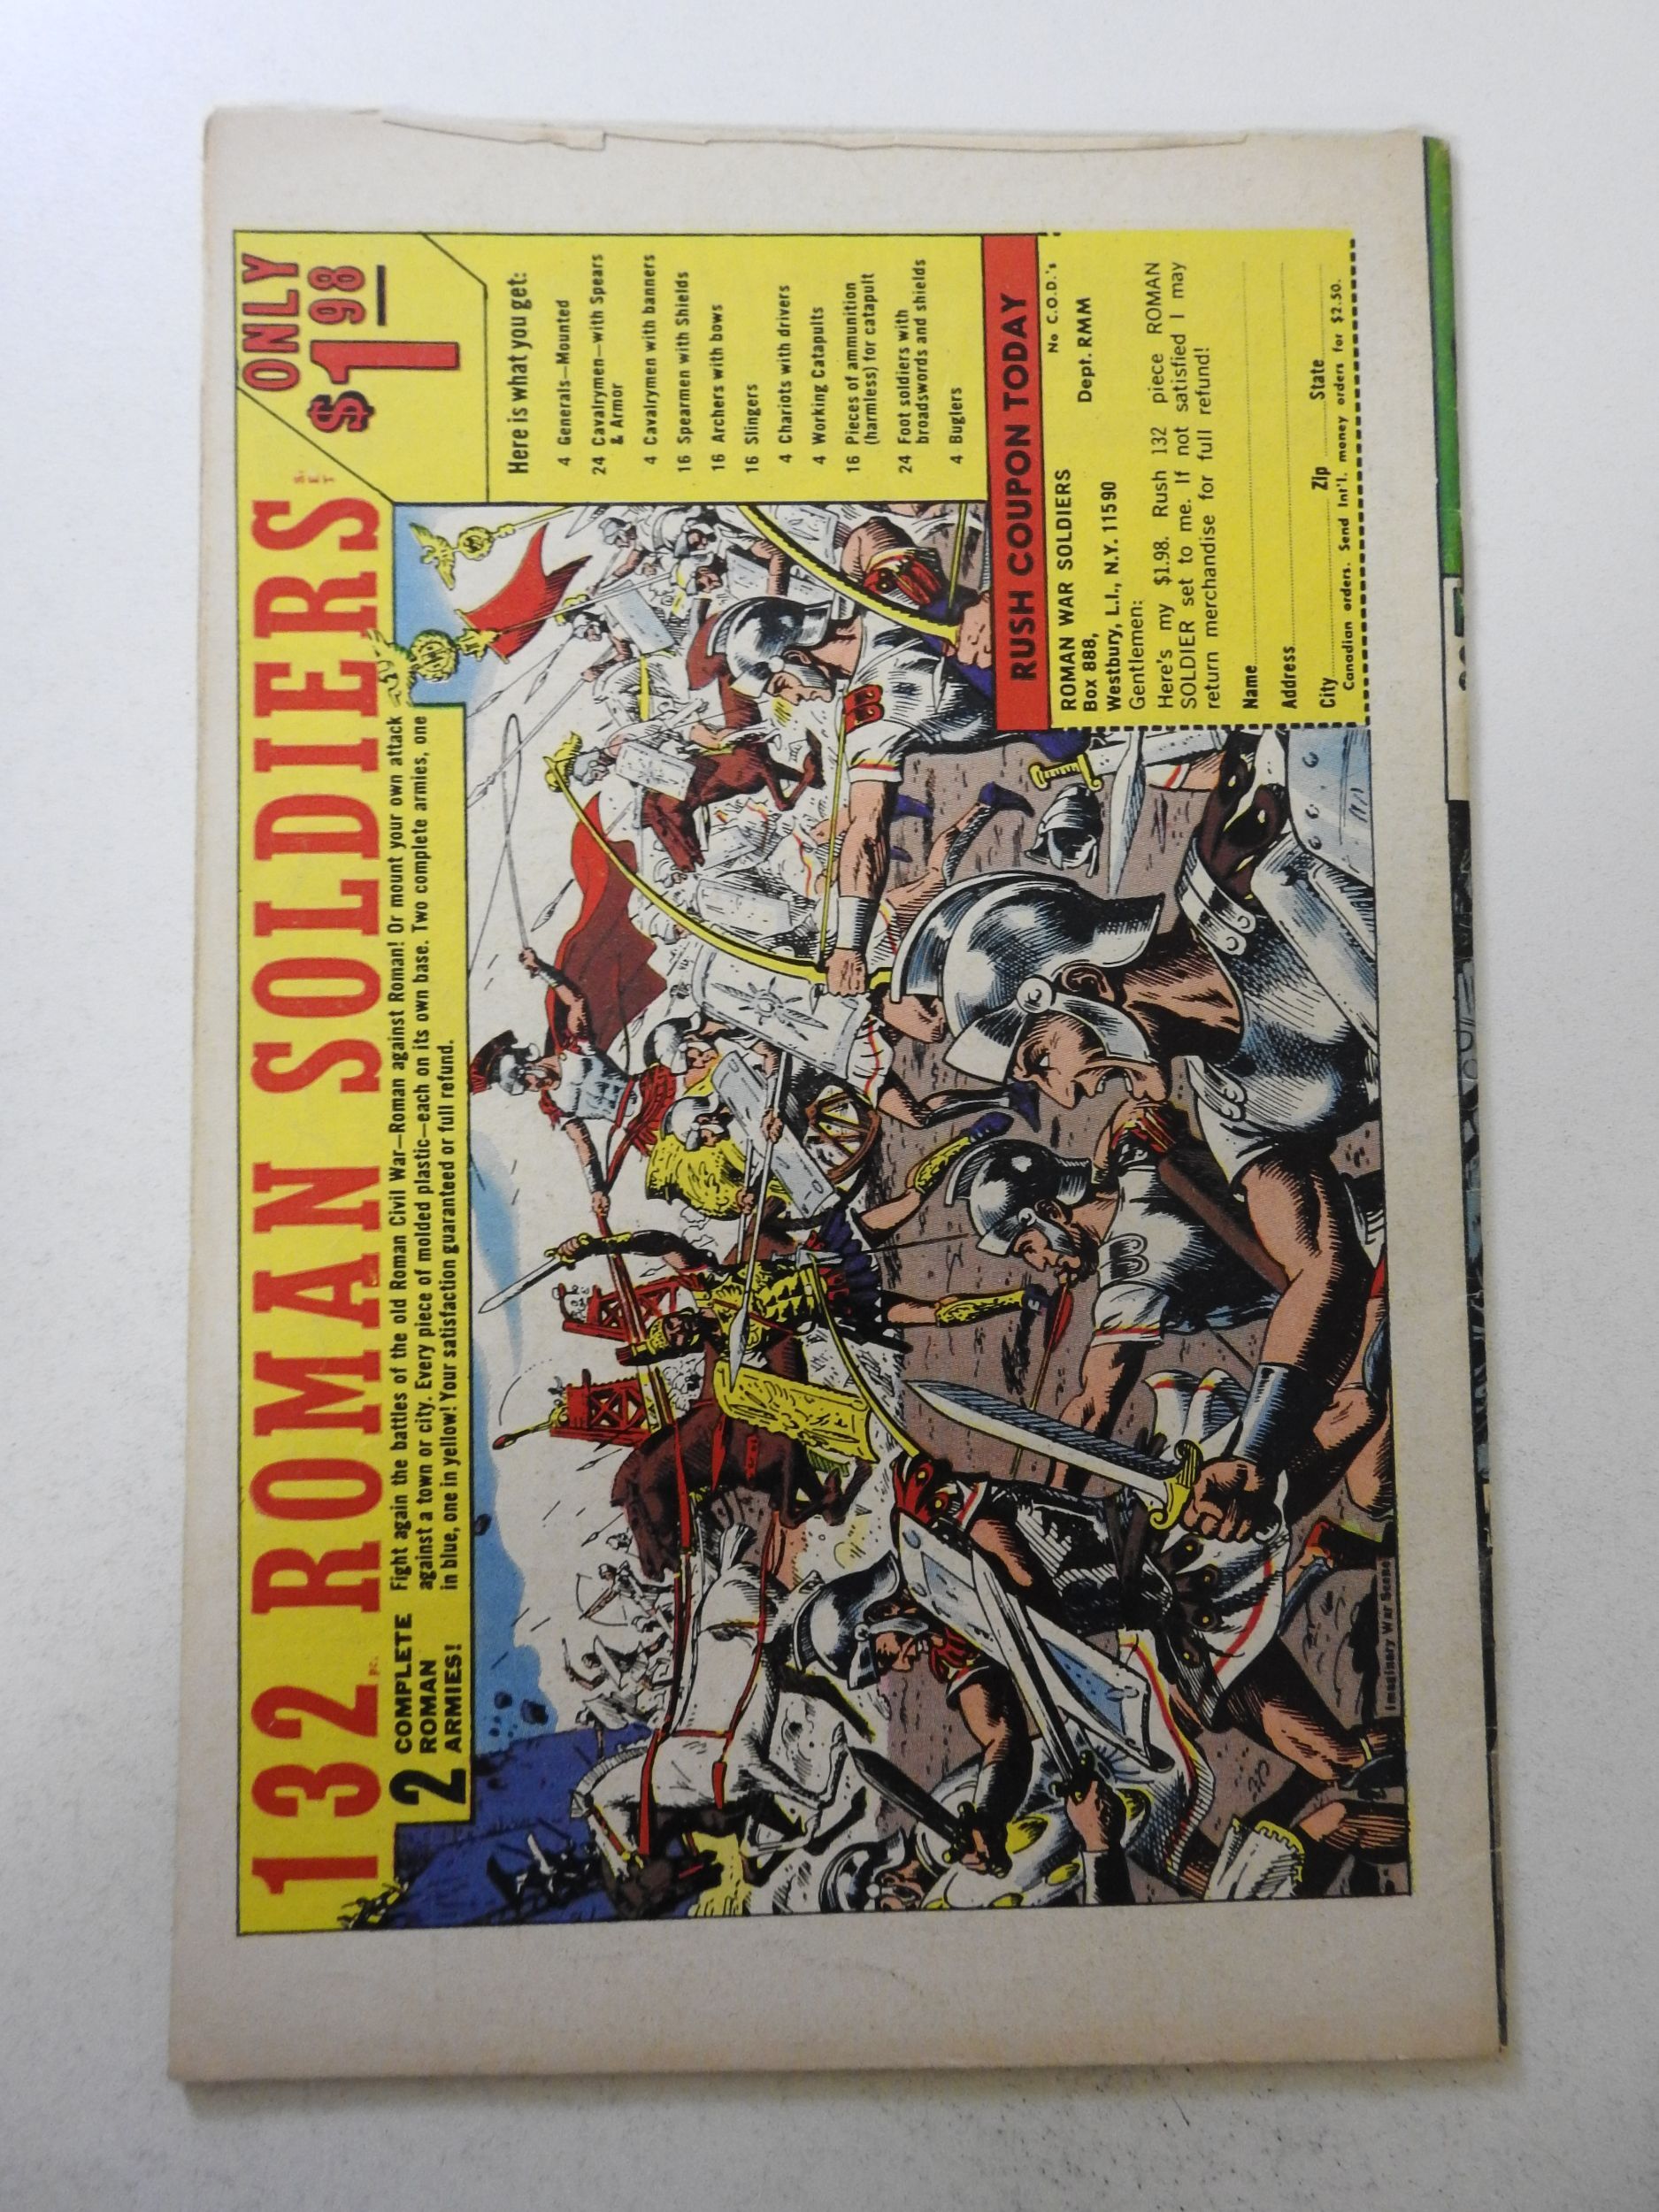 132 PC. ROMAN SOLDIERS SET
ONLY
$1.98
2 COMPLETE
ROMAN
ARMIES!
Fight again the battles of the old Roman Civil War—Roman against Roman! Or mount your own attack
against a town or city. Every piece of molded plastic—each on its own base. Two complete armies, one
in blue, one in yellow! Your satisfaction guaranteed or full refund.
Here is what you get:
4 Generals—Mounted
24 Cavalrymen—with Spears
& Armor
4 Cavalrymen with banners
16 Spearmen with Shields
16 Archers with bows
16 Slingers
4 Chariots with drivers
4 Working Catapults
16 Pieces of ammunition
(harmless) for catapult
24 Foot soldiers with
broadswords and shields
4 Buglers
RUSH COUPON TODAY
No C.O.D.'s
ROMAN WAR SOLDIERS
Box 888, Dept. RMM
Westbury, L.I., N.Y. 11590
Gentlemen:
Here's my $1.98. Rush 132 piece ROMAN
SOLDIER set to me. If not satisfied I may
return merchandise for full refund!
Name
Address
City Zip State
Canadian orders. Send Int'l. money orders for $2.50.
Imaginary War Scene